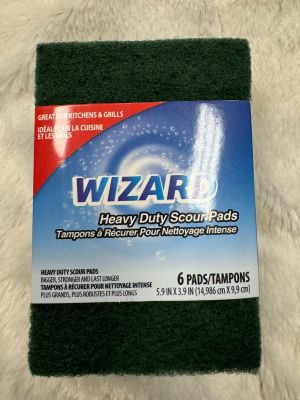 GREAT FOR KITCHENS & GRILLS
IDÉAL POUR LA CUISINE
ET LES GRILS
WIZARD
Heavy Duty Scour Pads
Tampons à Récurer Pour Nettoyage Intense
HEAVY DUTY SCOUR PADS
BIGGER, STRONGER AND LAST LONGER
TAMPONS À RÉCURER POUR NETTOYAGE INTENSE
PLUS GRANDS, PLUS ROBUSTES ET PLUS LONGS
6 PADS/TAMPONS
5.9 IN X 3.9 IN (14,986 cm X 9,9 cm)